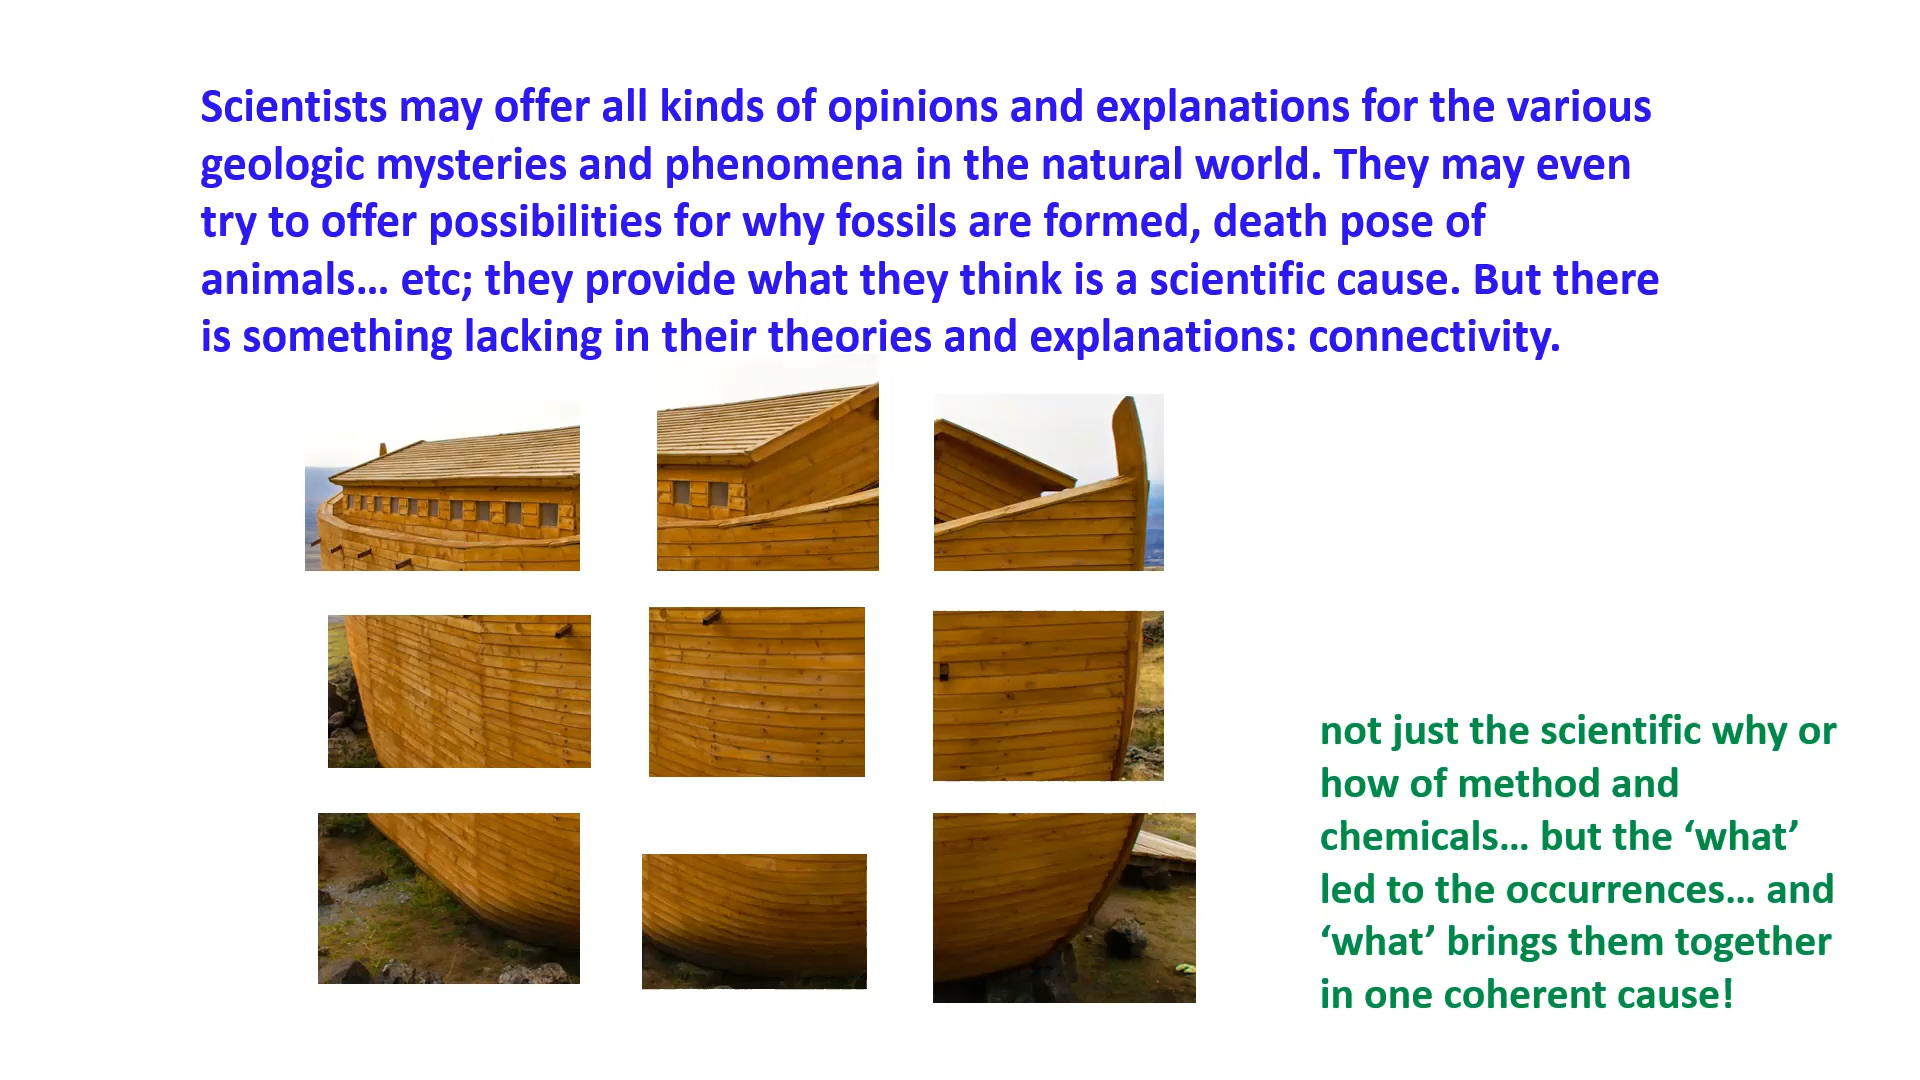 Scientists may offer all kinds of opinions and explanations for the various
geologic mysteries and phenomena in the natural world. They may even
try to offer possibilities for why fossils are formed, death pose of
animals... etc; they provide what they think is a scientific cause. But there
is something lacking in their theories and explanations: connectivity.
not just the scientific why or
how of method and
chemicals... but the ‘what’
led to the occurrences... and
‘what’ brings them together
in one coherent cause!